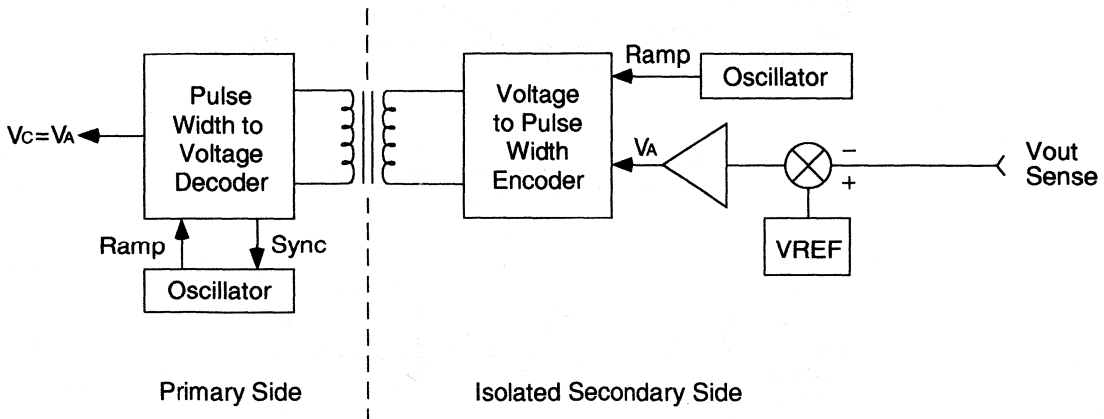 Pulse
Width to
Voltage
Decoder
VC=VA
Ramp
Sync
Oscillator
Primary Side
Voltage
to Pulse
Width
Encoder
Ramp
Oscillator
VA
−
+
VREF
Vout
Sense
Isolated Secondary Side